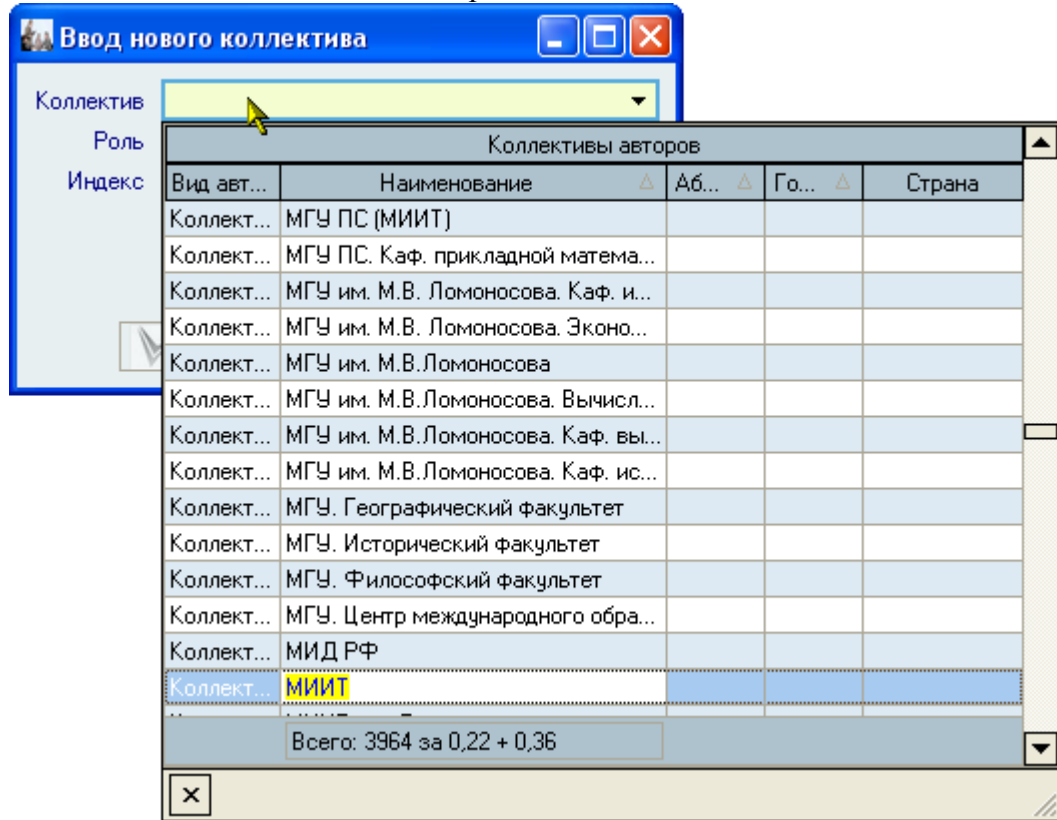 Ввод нового коллектива
Коллектив
Роль
Индекс
Коллективы авторов
Вид авт... Наименование Аб... Го... Страна
Коллект... МГУ ПС (МИИТ)
Коллект... МГУ ПС. Каф. прикладной матема...
Коллект... МГУ им. М.В. Ломоносова. Каф. и...
Коллект... МГУ им. М.В. Ломоносова. Эконо...
Коллект... МГУ им. М.В.Ломоносова
Коллект... МГУ им. М.В.Ломоносова. Вычисл...
Коллект... МГУ им. М.В.Ломоносова. Каф. вы...
Коллект... МГУ им. М.В.Ломоносова. Каф. ис...
Коллект... МГУ. Географический факультет
Коллект... МГУ. Исторический факультет
Коллект... МГУ. Философский факультет
Коллект... МГУ. Центр международного обра...
Коллект... МИД РФ
Коллект... МИИТ
Всего: 3964 за 0,22 + 0,36